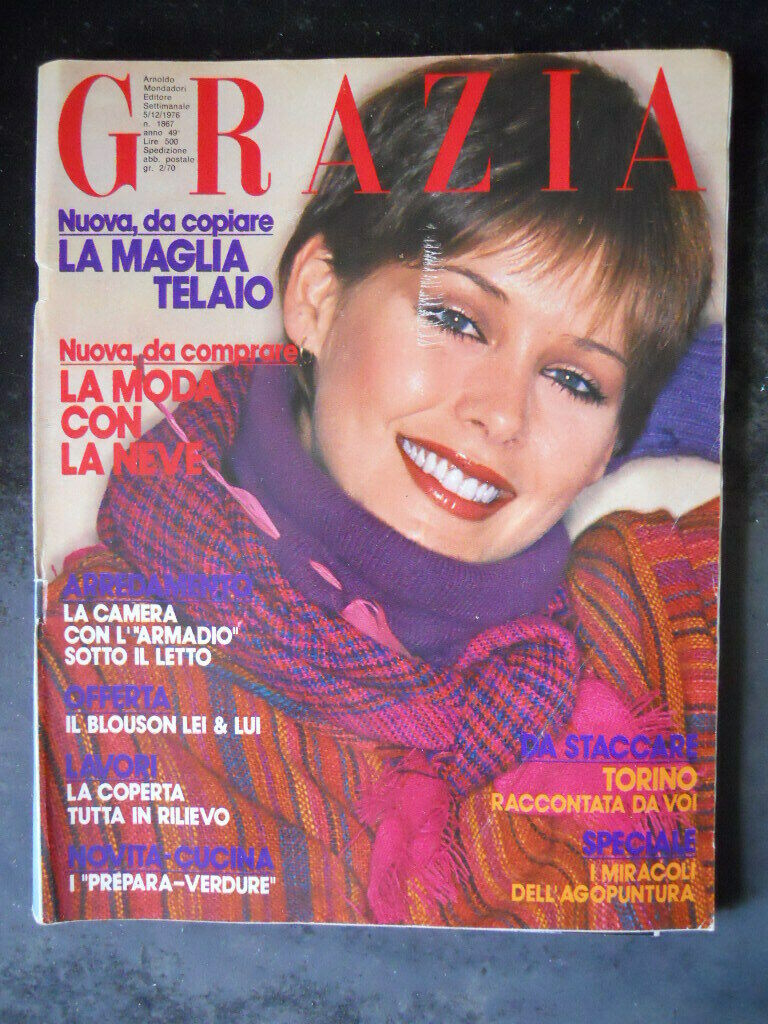 GRAZIA
Arnoldo
Mondadori
Editore
Settimanale
5/12/1976
n. 1867
anno 49°
Lire 500
Spedizione
abb. postale
gr. 2/70
Nuova, da copiare
LA MAGLIA
TELAIO
Nuova, da comprare
LA MODA
CON
LA NEVE
ARREDAMENTO
LA CAMERA
CON L'"ARMADIO"
SOTTO IL LETTO
OFFERTA
IL BLOUSON LEI & LUI
LAVORI
LA COPERTA
TUTTA IN RILIEVO
NOVITA-CUCINA
I "PREPARA-VERDURE"
DA STACCARE
TORINO
RACCONTATA DA VOI
SPECIALE
I MIRACOLI
DELL'AGOPUNTURA